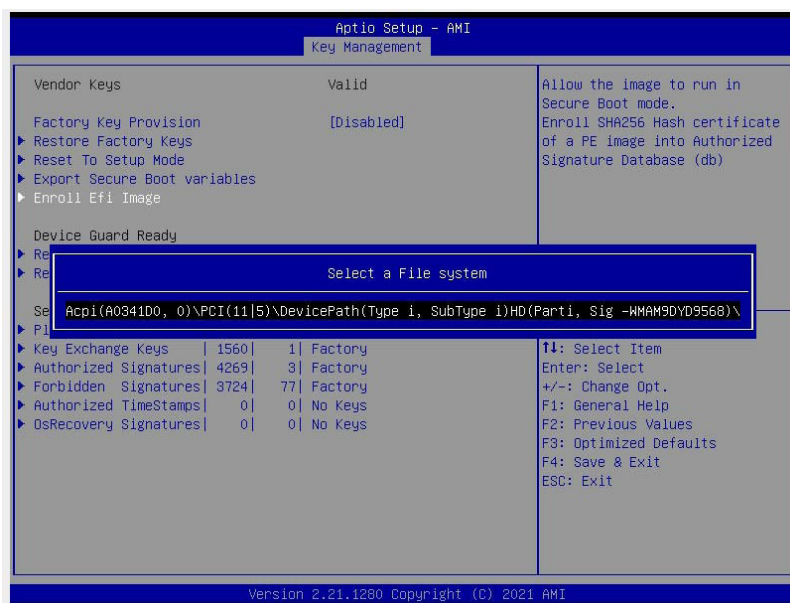 Aptio Setup – AMI
Key Management
Vendor Keys Valid
Factory Key Provision [Disabled]
Restore Factory Keys
Reset To Setup Mode
Export Secure Boot variables
Enroll Efi Image
Device Guard Ready
Re
Re
Se
Pl
Key Exchange Keys | 1560| 1| Factory
Authorized Signatures| 4269| 3| Factory
Forbidden Signatures| 3724| 77| Factory
Authorized TimeStamps| 0| 0| No Keys
OsRecovery Signatures| 0| 0| No Keys
Select a File system
Acpi(A0341D0, 0)\PCI(11|5)\DevicePath(Type i, SubType i)HD(Parti, Sig -WMAM9DYD9568)\
Allow the image to run in
Secure Boot mode.
Enroll SHA256 Hash certificate
of a PE image into Authorized
Signature Database (db)
↑↓: Select Item
Enter: Select
+/-: Change Opt.
F1: General Help
F2: Previous Values
F3: Optimized Defaults
F4: Save & Exit
ESC: Exit
Version 2.21.1280 Copyright (C) 2021 AMI